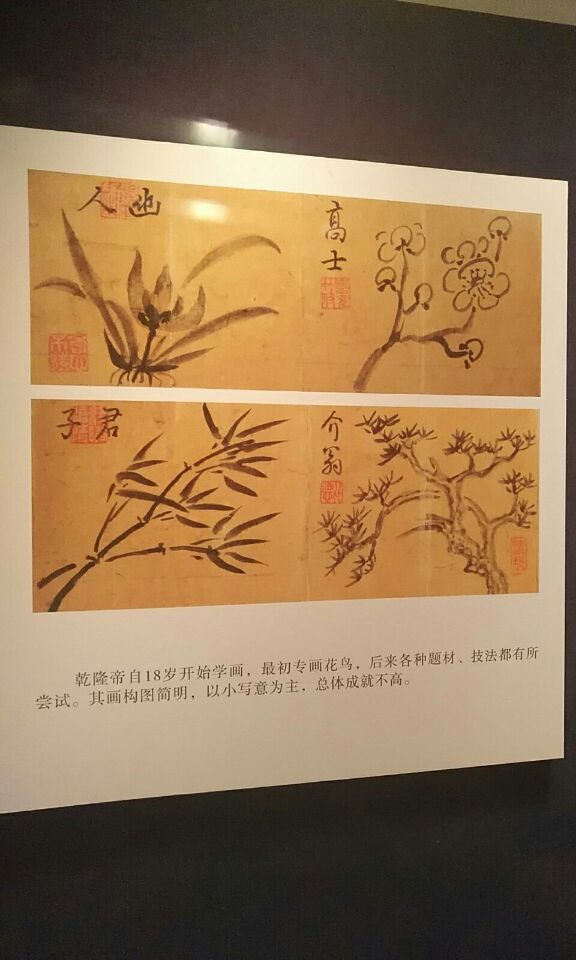 幽人
高士
君子
介翁
乾隆帝自18岁开始学画，最初专画花鸟，后来各种题材、技法都有所
尝试。其画构图简明，以小写意为主，总体成就不高。